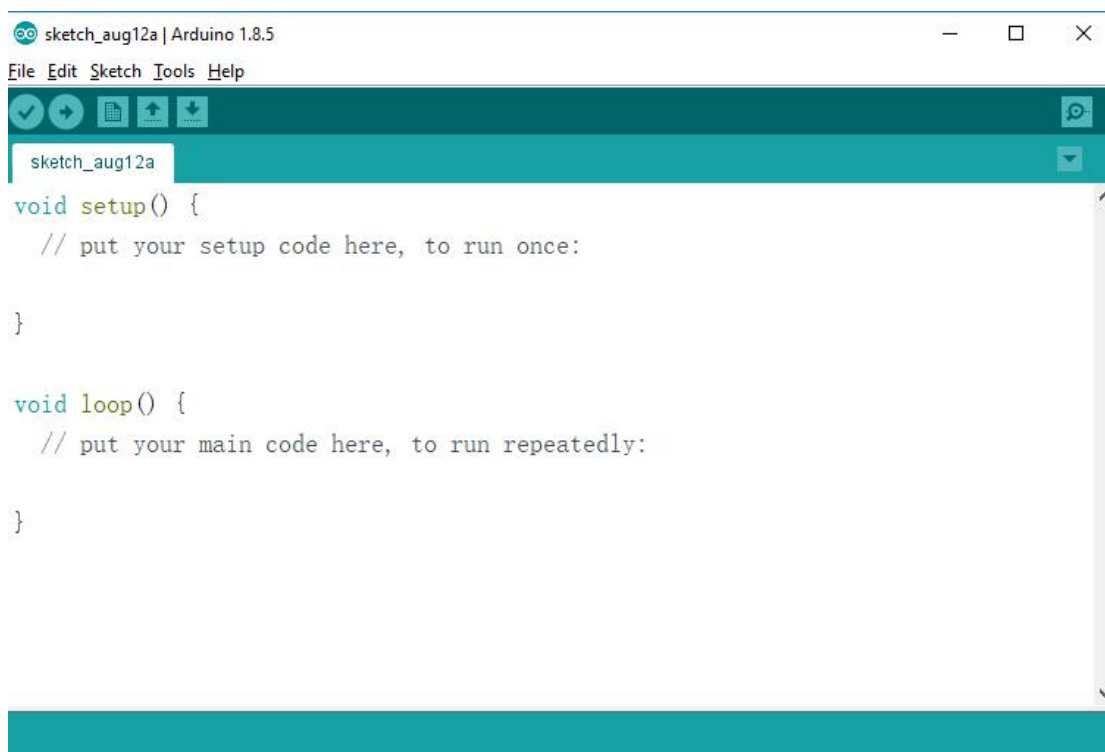 sketch_aug12a | Arduino 1.8.5
File Edit Sketch Tools Help
sketch_aug12a
void setup() {
  // put your setup code here, to run once:
}
void loop() {
  // put your main code here, to run repeatedly:
}